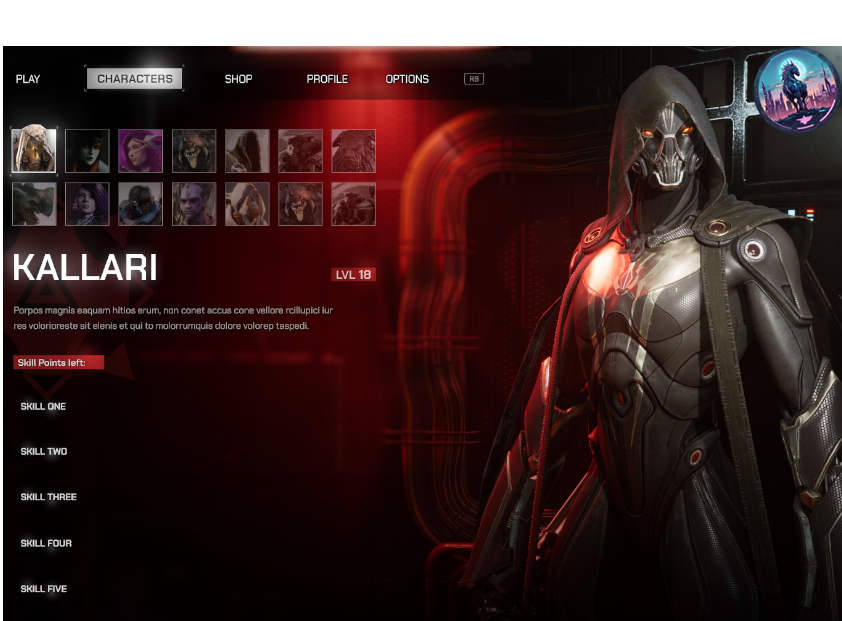 PLAY
CHARACTERS
SHOP
PROFILE
OPTIONS
RB
KALLARI
LVL 18
Porpos magnis eaquam hitios erum, non conet accus cone vellore rcillupici iur
res volorioreste sit elenis et qui to molorrumquis dolore volorep taspedi.
Skill Points left:
SKILL ONE
SKILL TWO
SKILL THREE
SKILL FOUR
SKILL FIVE